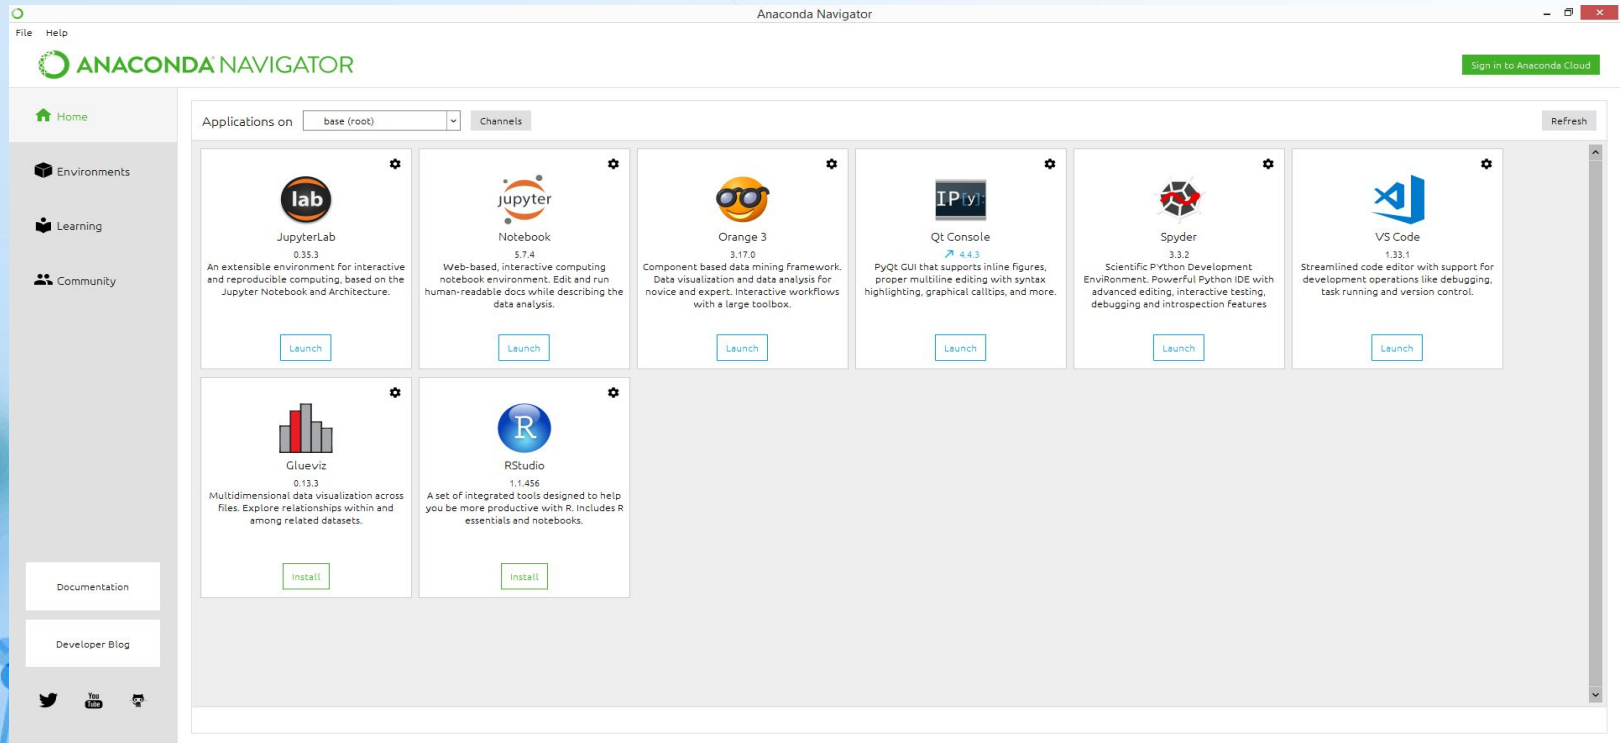 Anaconda Navigator
File Help
ANACONDA NAVIGATOR
Sign in to Anaconda Cloud
Home
Environments
Learning
Community
Documentation
Developer Blog
You
Tube
Applications on base (root) Channels Refresh
lab
JupyterLab
0.35.3
An extensible environment for interactive
and reproducible computing, based on the
Jupyter Notebook and Architecture.
Launch
jupyter
Notebook
5.7.4
Web-based, interactive computing
notebook environment. Edit and run
human-readable docs while describing the
data analysis.
Launch
Orange 3
3.17.0
Component based data mining framework.
Data visualization and data analysis for
novice and expert. Interactive workflows
with a large toolbox.
Launch
IP[y]:
Qt Console
4.4.3
PyQt GUI that supports inline figures,
proper multiline editing with syntax
highlighting, graphical calltips, and more.
Launch
Spyder
3.3.2
Scientific PYthon Development
EnviRonment. Powerful Python IDE with
advanced editing, interactive testing,
debugging and introspection features
Launch
VS Code
1.33.1
Streamlined code editor with support for
development operations like debugging,
task running and version control.
Launch
Glueviz
0.13.3
Multidimensional data visualization across
files. Explore relationships within and
among related datasets.
Install
R
RStudio
1.1.456
A set of integrated tools designed to help
you be more productive with R. Includes R
essentials and notebooks.
Install